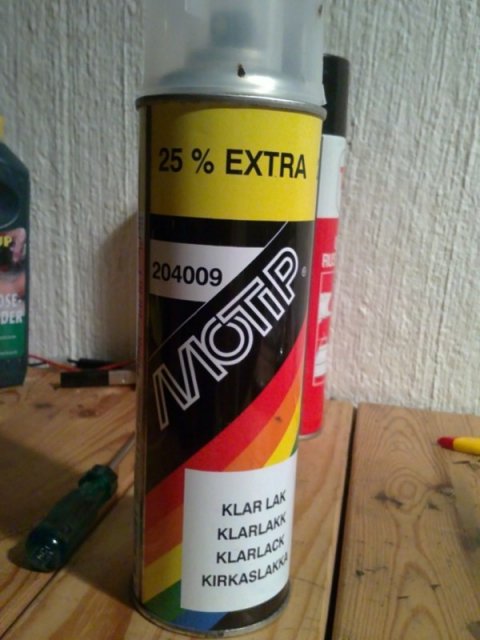 25 % EXTRA
204009
MOTIP
®
KLAR LAK
KLARLAKK
KLARLACK
KIRKASLAKKA